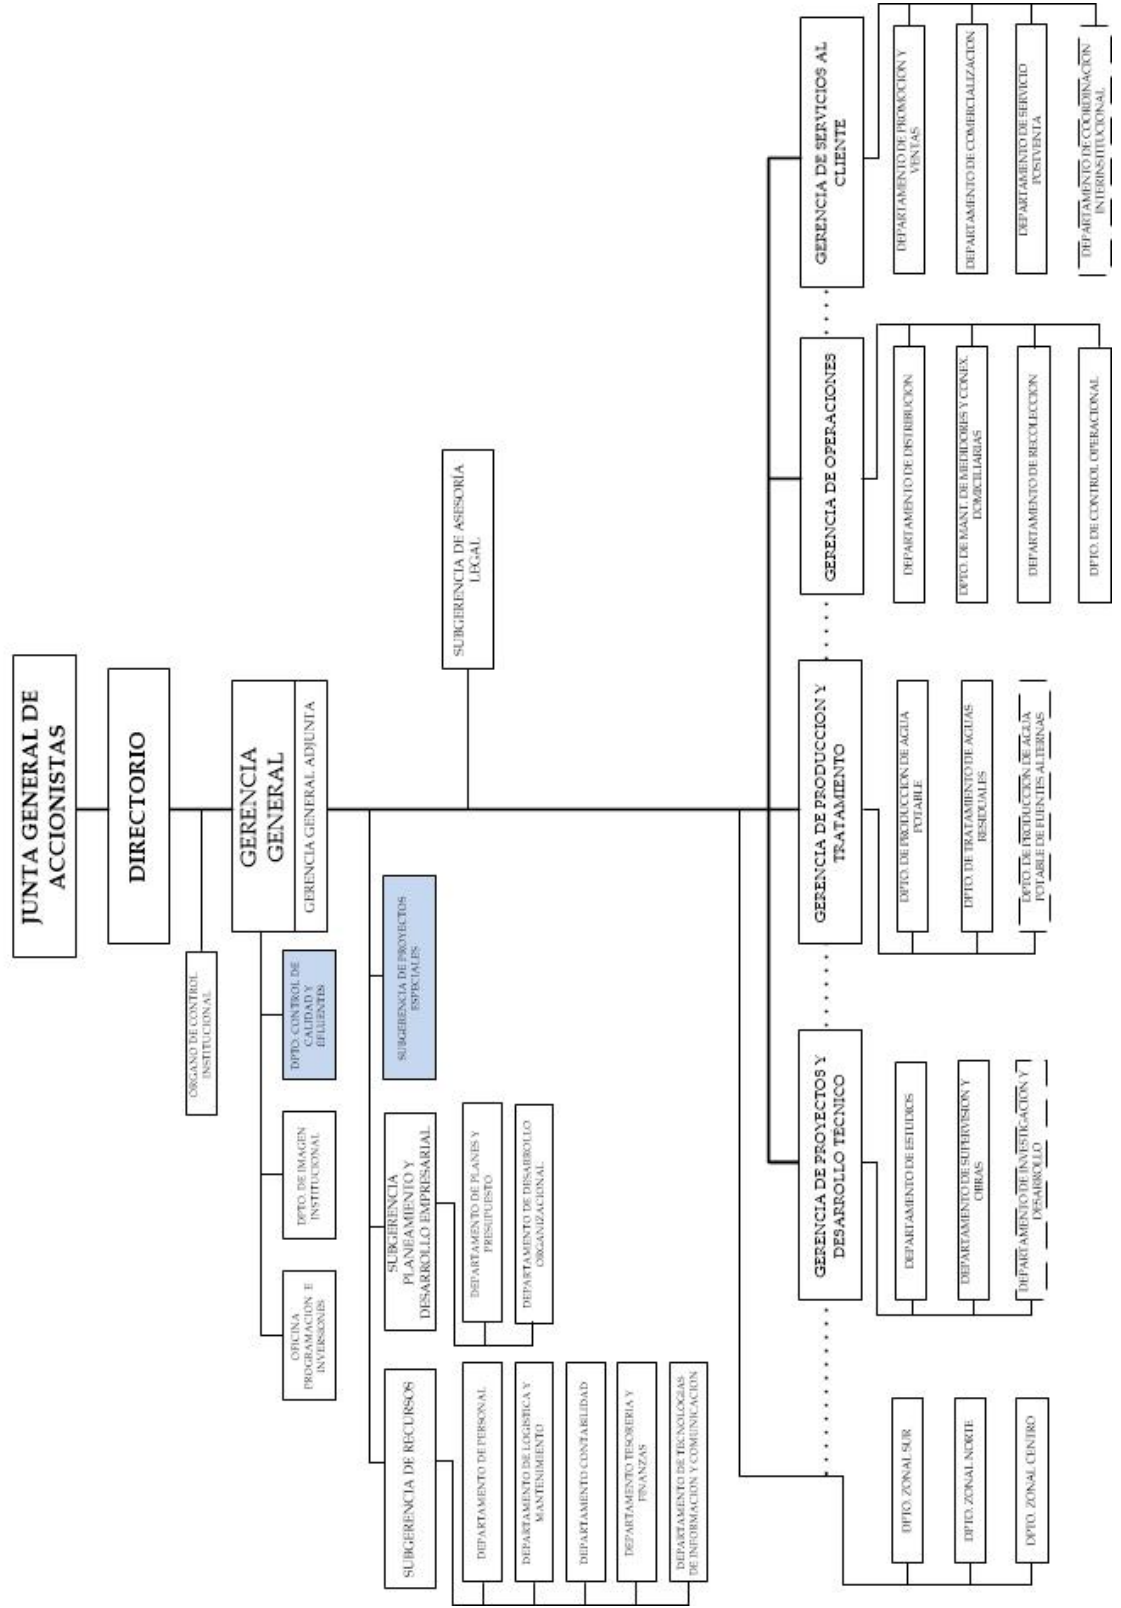 JUNTA GENERAL DE
ACCIONISTAS
DIRECTORIO
ORGANO DE CONTROL
INSTITUCIONAL
GERENCIA
GENERAL
GERENCIA GENERAL ADJUNTA
OFICINA
PROGRAMACION E
INVERSIONES
DPTO. DE IMAGEN
INSTITUCIONAL
DPTO. CONTROL DE
CALIDAD Y
EFLUENTES
SUBGERENCIA DE RECURSOS
DEPARTAMENTO DE PERSONAL
DEPARTAMENTO DE LOGISTICA Y
MANTENIMIENTO
DEPARTAMENTO CONTABILIDAD
DEPARTAMENTO TESORERIA Y
FINANZAS
DEPARTAMENTO DE TECNOLOGIAS
DE INFORMACION Y COMUNICACION
SUBGERENCIA
PLANEAMIENTO Y
DESARROLLO EMPRESARIAL
DEPARTAMENTO DE PLANES Y
PRESUPUESTO
DEPARTAMENTO DE DESARROLLO
ORGANIZACIONAL
SUBGERENCIA DE PROYECTOS
ESPECIALES
SUBGERENCIA DE ASESORÍA
LEGAL
DPTO. ZONAL SUR
DPTO. ZONAL NORTE
DPTO. ZONAL CENTRO
GERENCIA DE PROYECTOS Y
DESARROLLO TÉCNICO
DEPARTAMENTO DE ESTUDIOS
DEPARTAMENTO DE SUPERVISION Y
OBRAS
DEPARTAMENTO DE INVESTIGACION Y
DESARROLLO
GERENCIA DE PRODUCCION Y
TRATAMIENTO
DPTO. DE PRODUCCION DE AGUA
POTABLE
DPTO. DE TRATAMIENTO DE AGUAS
RESIDUALES
DPTO. DE PRODUCCION DE AGUA
POTABLE DE FUENTES ALTERNAS
GERENCIA DE OPERACIONES
DEPARTAMENTO DE DISTRIBUCION
DPTO. DE MANT. DE MEDIDORES Y CONEX.
DOMICILIARIAS
DEPARTAMENTO DE RECOLECCION
DPTO. DE CONTROL OPERACIONAL
GERENCIA DE SERVICIOS AL
CLIENTE
DEPARTAMENTO DE PROMOCION Y
VENTAS
DEPARTAMENTO DE COMERCIALIZACION
DEPARTAMENTO DE SERVICIO
POSTVENTA
DEPARTAMENTO DE COORDINACION
INTERINSITUCIONAL